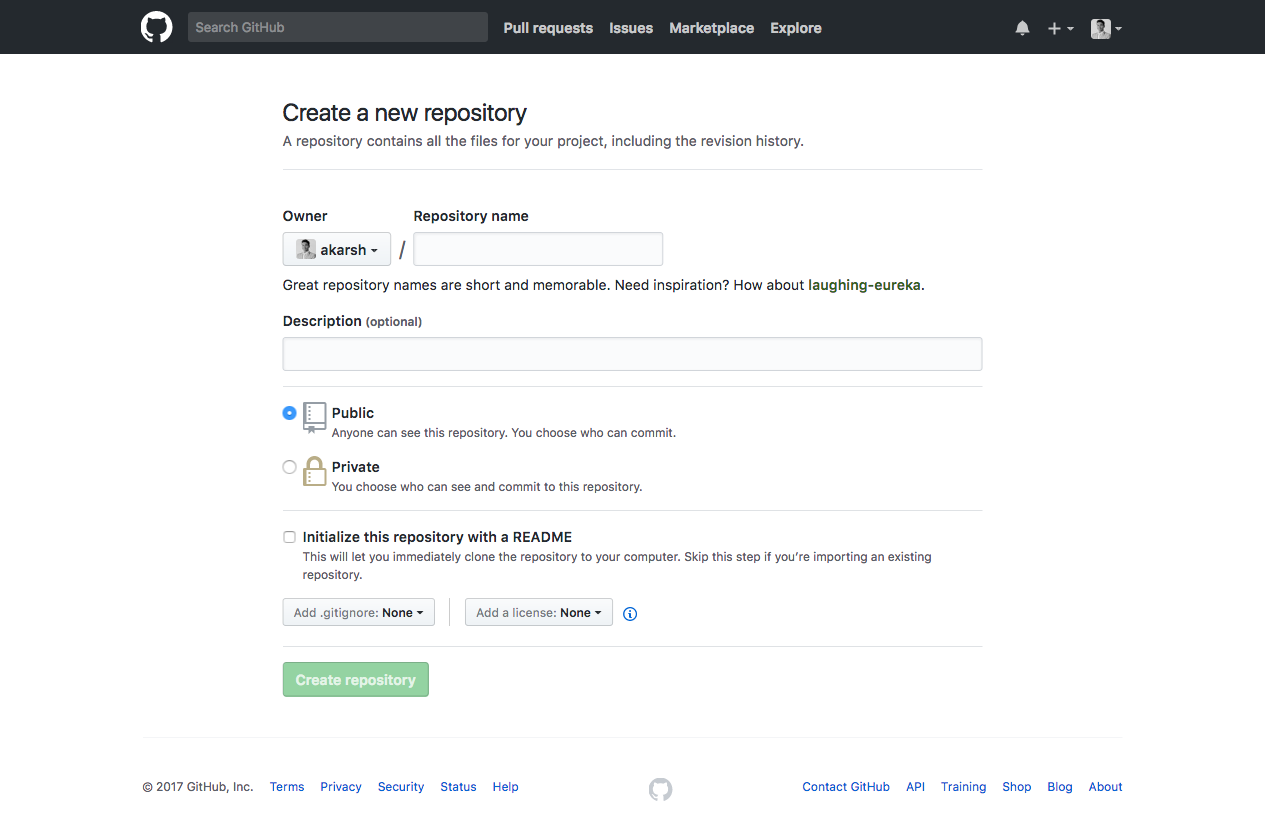 Search GitHub Pull requests Issues Marketplace Explore
Create a new repository
A repository contains all the files for your project, including the revision history.
Owner Repository name
akarsh /
Great repository names are short and memorable. Need inspiration? How about laughing-eureka.
Description (optional)
Public
Anyone can see this repository. You choose who can commit.
Private
You choose who can see and commit to this repository.
Initialize this repository with a README
This will let you immediately clone the repository to your computer. Skip this step if you’re importing an existing
repository.
Add .gitignore: None Add a license: None
Create repository
© 2017 GitHub, Inc. Terms Privacy Security Status Help Contact GitHub API Training Shop Blog About